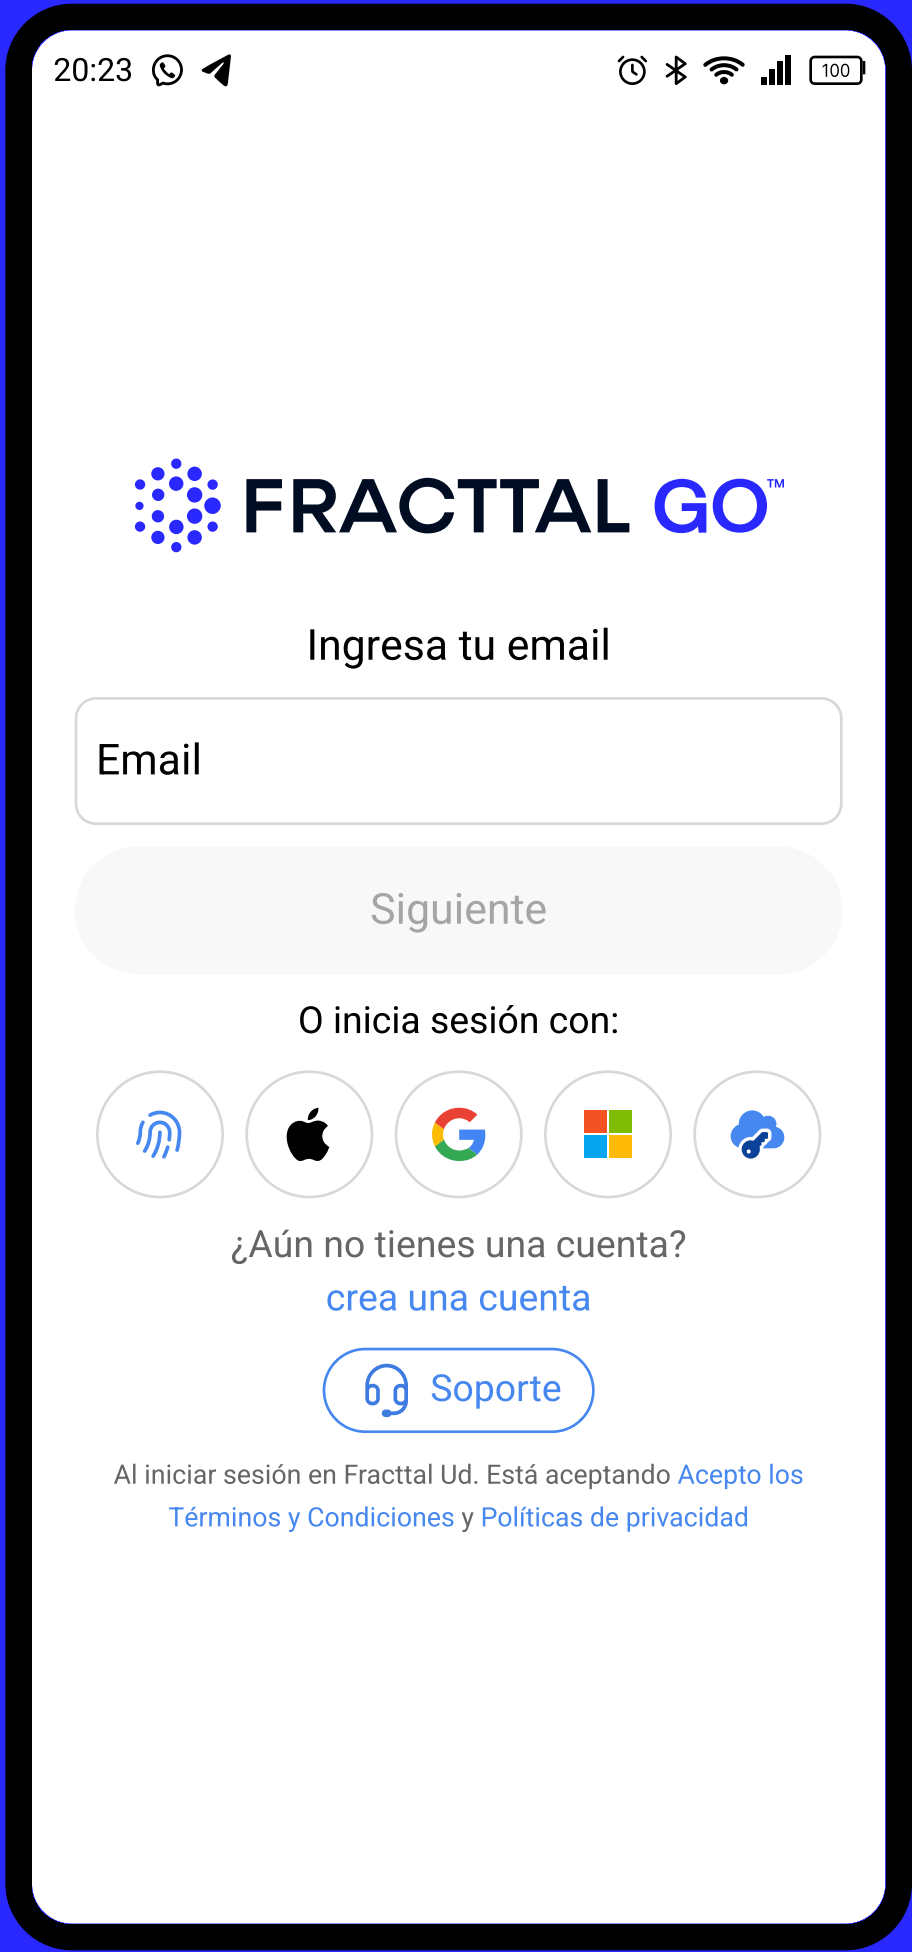 20:23
100
FRACTTAL GO™
Ingresa tu email
Email
Siguiente
O inicia sesión con:
¿Aún no tienes una cuenta?
crea una cuenta
Soporte
Al iniciar sesión en Fracttal Ud. Está aceptando Acepto los
Términos y Condiciones y Políticas de privacidad